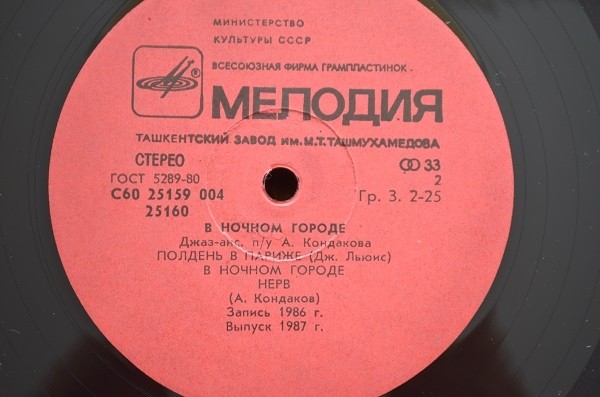 МИНИСТЕРСТВО
КУЛЬТУРЫ СССР
ВСЕСОЮЗНАЯ ФИРМА ГРАМПЛАСТИНОК
МЕЛОДИЯ
ТАШКЕНТСКИЙ ЗАВОД ИМ. М.Т. ТАШМУХАМЕДОВА
СТЕРЕО 33
ГОСТ 5289-80 2
С60 25159 004 Гр. 3. 2-25
25160
В НОЧНОМ ГОРОДЕ
Джаз-анс. п/у А. Кондакова
ПОЛДЕНЬ В ПАРИЖЕ (Дж. Льюис)
В НОЧНОМ ГОРОДЕ
НЕРВ
(А. Кондаков)
Запись 1986 г.
Выпуск 1987 г.